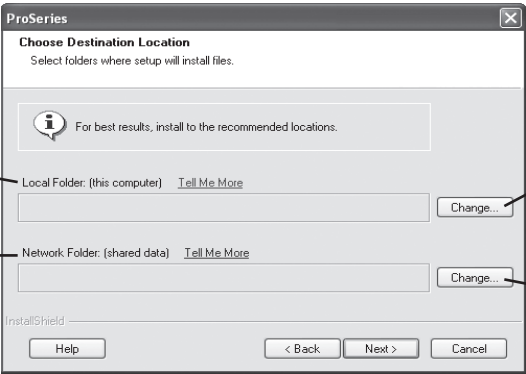 ProSeries
Choose Destination Location
Select folders where setup will install files.
For best results, install to the recommended locations.
Local Folder: (this computer) Tell Me More
Change...
Network Folder: (shared data) Tell Me More
Change...
InstallShield
Help < Back Next > Cancel